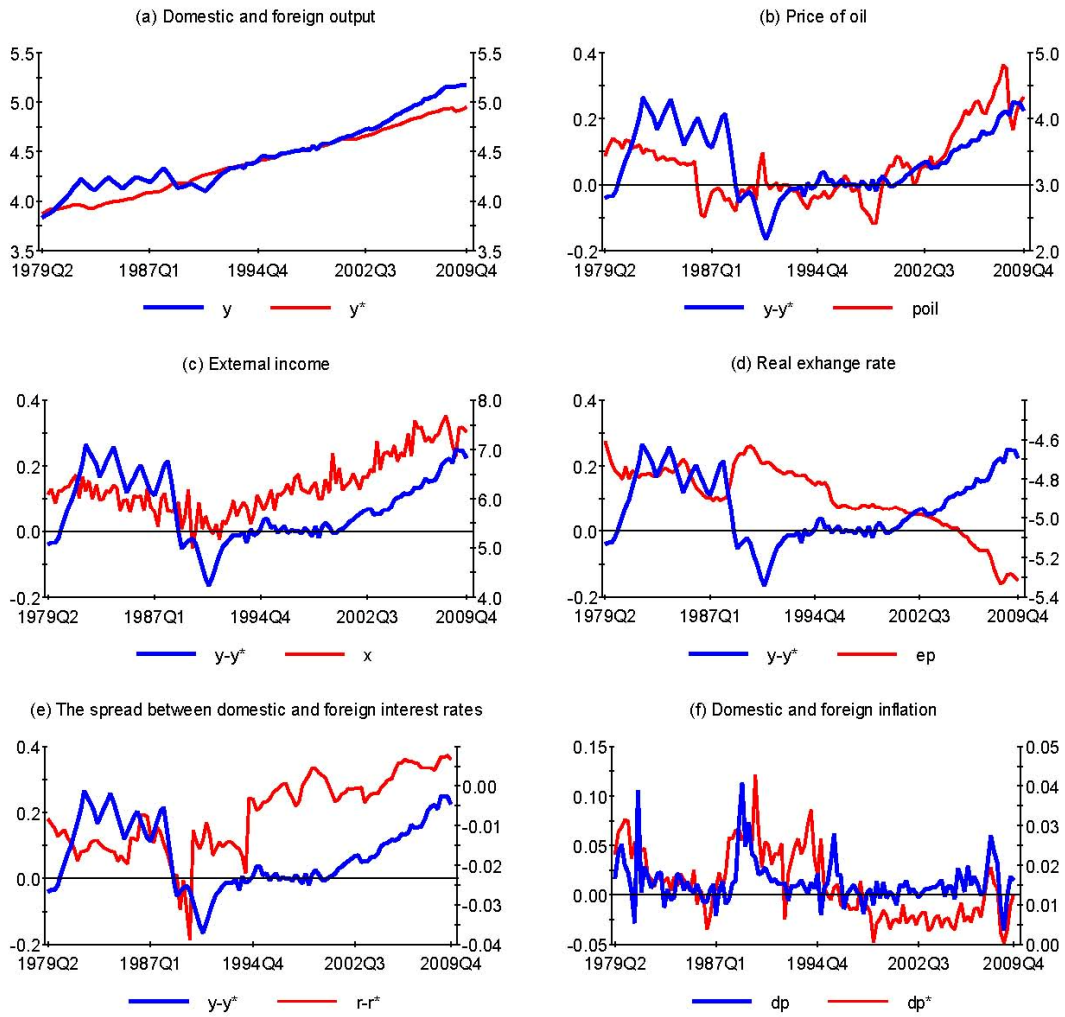 (a) Domestic and foreign output
5.5 5.5
5.0 5.0
4.5 4.5
4.0 4.0
3.5 3.5
1979Q2 1987Q1 1994Q4 2002Q3 2009Q4
y y*
(b) Price of oil
0.4 5.0
0.2 4.0
0.0 3.0
-0.2 2.0
1979Q2 1987Q1 1994Q4 2002Q3 2009Q4
y-y* poil
(c) External income
0.4 8.0
0.2 7.0
6.0
0.0 5.0
-0.2 4.0
1979Q2 1987Q1 1994Q4 2002Q3 2009Q4
y-y* x
(d) Real exhange rate
0.4
-4.6
0.2 -4.8
0.0 -5.0
-5.2
-0.2 -5.4
1979Q2 1987Q1 1994Q4 2002Q3 2009Q4
y-y* ep
(e) The spread between domestic and foreign interest rates
0.4
0.00
0.2 -0.01
0.0 -0.02
-0.03
-0.2 -0.04
1979Q2 1987Q1 1994Q4 2002Q3 2009Q4
y-y* r-r*
(f) Domestic and foreign inflation
0.15 0.05
0.10 0.04
0.05 0.03
0.02
0.00 0.01
-0.05 0.00
1979Q2 1987Q1 1994Q4 2002Q3 2009Q4
dp dp*